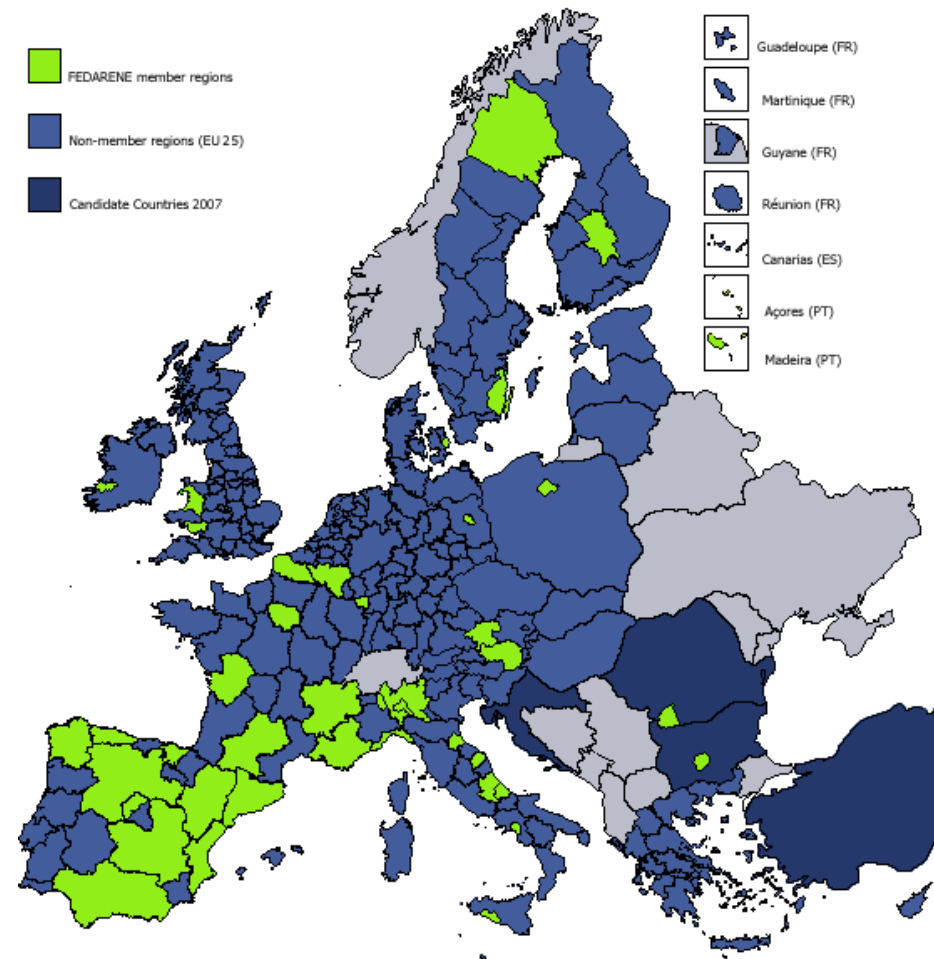 FEDARENE member regions
Non-member regions (EU 25)
Candidate Countries 2007
Guadeloupe (FR)
Martinique (FR)
Guyane (FR)
Réunion (FR)
Canarias (ES)
Açores (PT)
Madeira (PT)